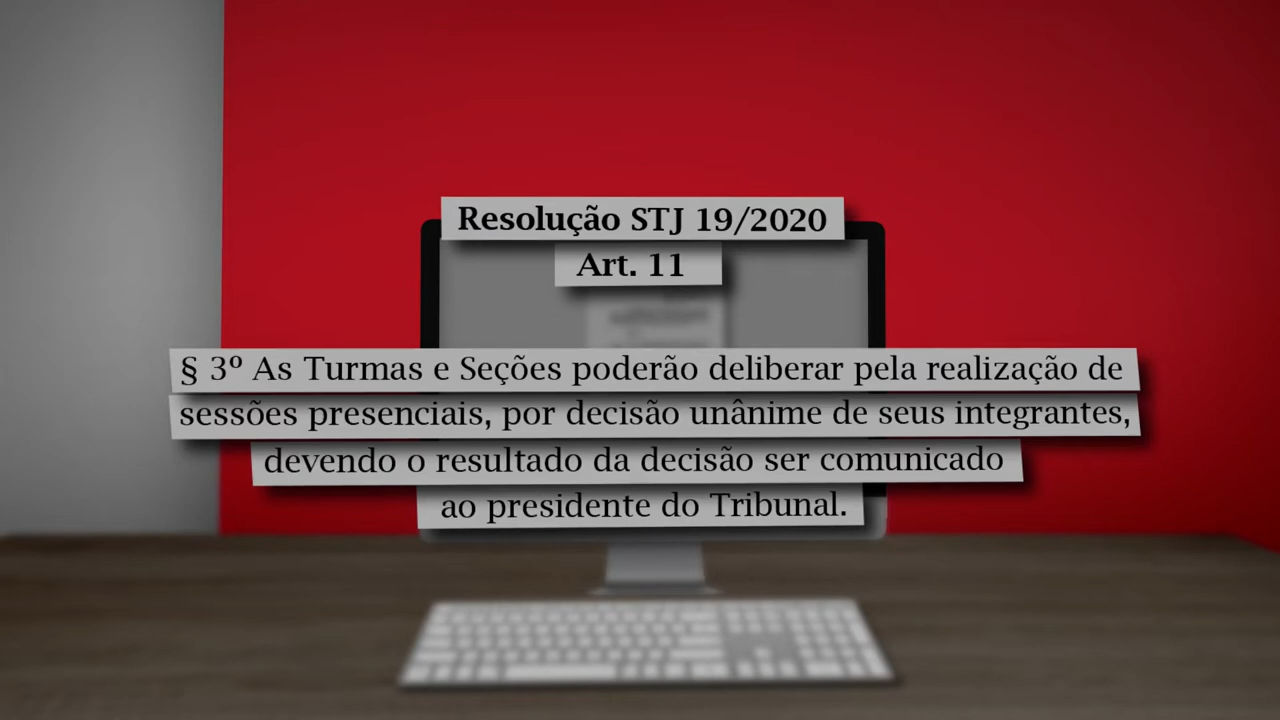 Resolução STJ 19/2020
Art. 11
§ 3º As Turmas e Seções poderão deliberar pela realização de
sessões presenciais, por decisão unânime de seus integrantes,
devendo o resultado da decisão ser comunicado
ao presidente do Tribunal.